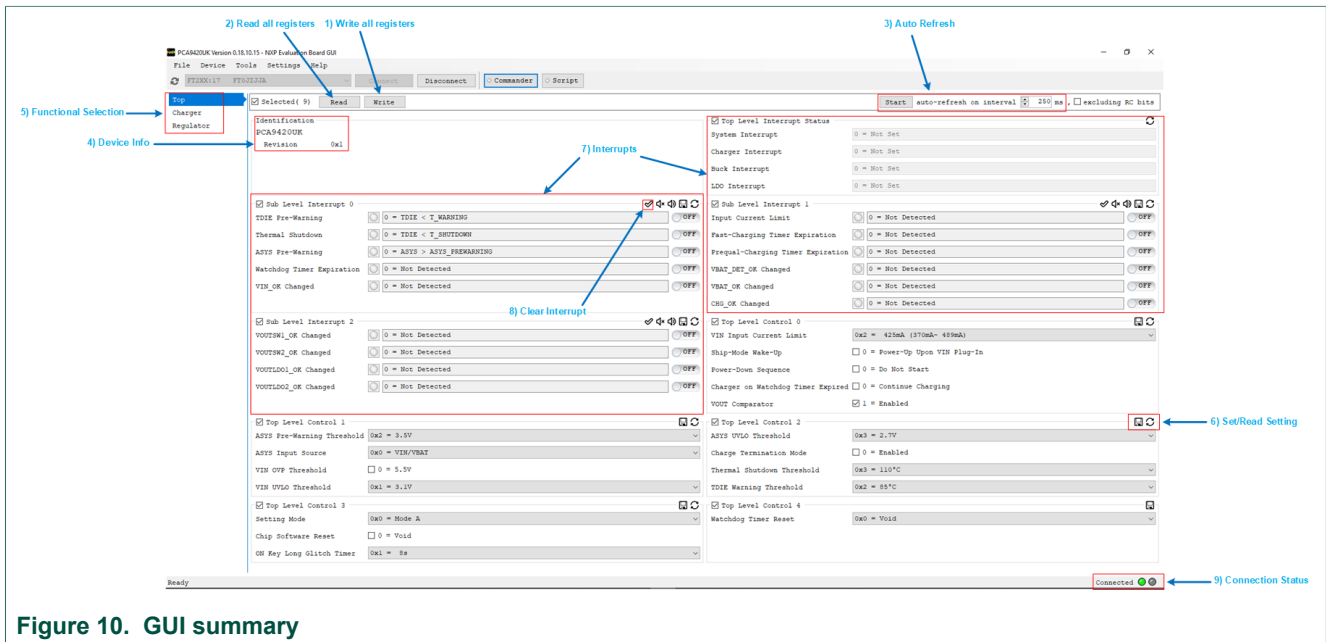 2) Read all registers 1) Write all registers
3) Auto Refresh
PCA9420UK Version 0.18.10.15 - NXP Evaluation Board GUI
File Device Tools Settings Help
FT2XX:17 Connect Disconnect Commander Script
5) Functional Selection
Top
Charger
Regulator
Selected( 9) Read Write
Start auto-refresh on interval 250 ms , excluding RC bits
4) Device Info
Identification
PCA9420UK
Revision 0x1
7) Interrupts
Top Level Interrupt Status
System Interrupt 0 = Not Set
Charger Interrupt 0 = Not Set
Buck Interrupt 0 = Not Set
LDO Interrupt 0 = Not Set
Sub Level Interrupt 0
TDIE Pre-Warning 0 = TDIE < T_WARNING OFF
Thermal Shutdown 0 = TDIE < T_SHUTDOWN OFF
ASYS Pre-Warning 0 = ASYS > ASYS_PREWARNING OFF
Watchdog Timer Expiration 0 = Not Detected OFF
VIN_OK Changed 0 = Not Detected OFF
8) Clear Interrupt
Sub Level Interrupt 1
Input Current Limit 0 = Not Detected OFF
Fast-Charging Timer Expiration 0 = Not Detected OFF
Prequal-Charging Timer Expiration 0 = Not Detected OFF
VBAT_DET_OK Changed 0 = Not Detected OFF
VBAT_OK Changed 0 = Not Detected OFF
CHG_OK Changed 0 = Not Detected OFF
Sub Level Interrupt 2
VOUTSW1_OK Changed 0 = Not Detected OFF
VOUTSW2_OK Changed 0 = Not Detected OFF
VOUTLDO1_OK Changed 0 = Not Detected OFF
VOUTLDO2_OK Changed 0 = Not Detected OFF
Top Level Control 0
VIN Input Current Limit 0x2 = 425mA (370mA~ 489mA)
Ship-Mode Wake-Up 0 = Power-Up Upon VIN Plug-In
Power-Down Sequence 0 = Do Not Start
Charger on Watchdog Timer Expired 0 = Continue Charging
VOUT Comparator 1 = Enabled
Top Level Control 1
ASYS Pre-Warning Threshold 0x2 = 3.5V
ASYS Input Source 0x0 = VIN/VBAT
VIN OVP Threshold 0 = 5.5V
VIN UVLO Threshold 0x1 = 3.1V
Top Level Control 2
6) Set/Read Setting
ASYS UVLO Threshold 0x3 = 2.7V
Charge Termination Mode 0 = Enabled
Thermal Shutdown Threshold 0x3 = 110°C
TDIE Warning Threshold 0x2 = 85°C
Top Level Control 3
Setting Mode 0x0 = Mode A
Chip Software Reset 0 = Void
ON Key Long Glitch Timer 0x1 = 8s
Top Level Control 4
Watchdog Timer Reset 0x0 = Void
Ready
Connected
9) Connection Status
Figure 10. GUI summary